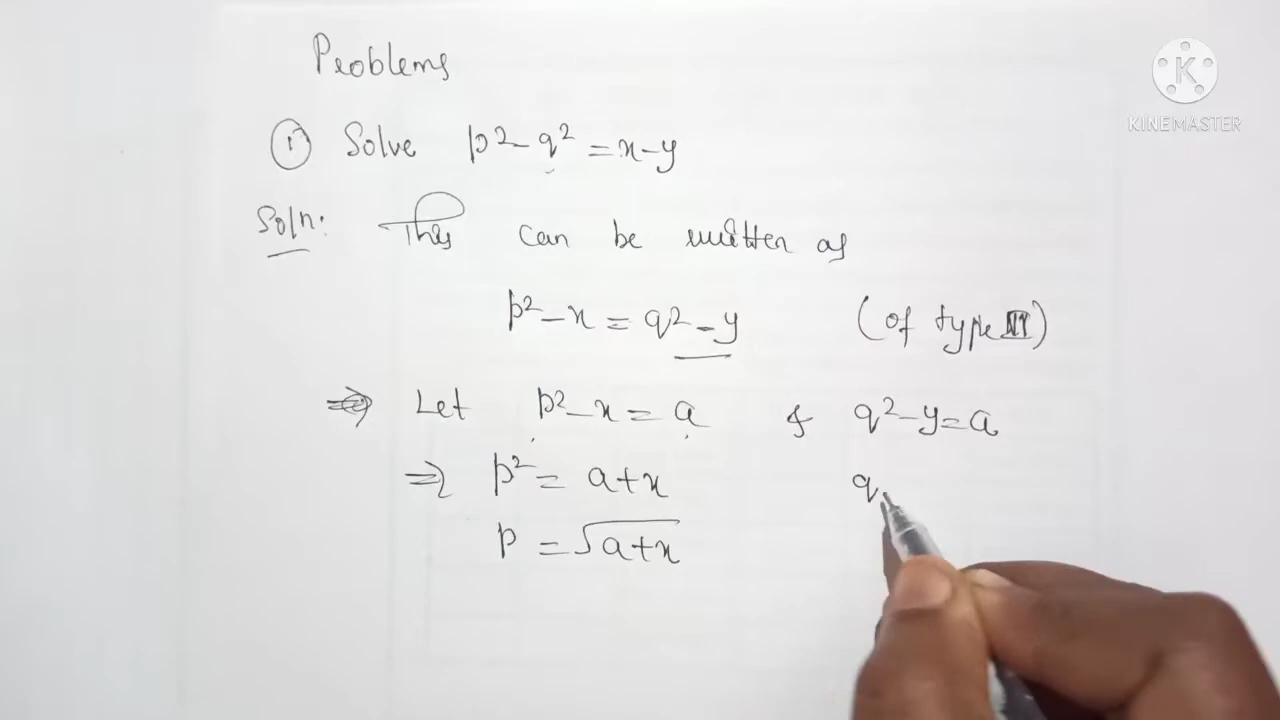 Problems
① Solve p² - q² = x - y
Soln: This can be written as
p² - x = q² - y (of type III)
⇒ Let p² - x = a & q² - y = a
⇒ p² = a + x q
p = √a + x
KINEMASTER